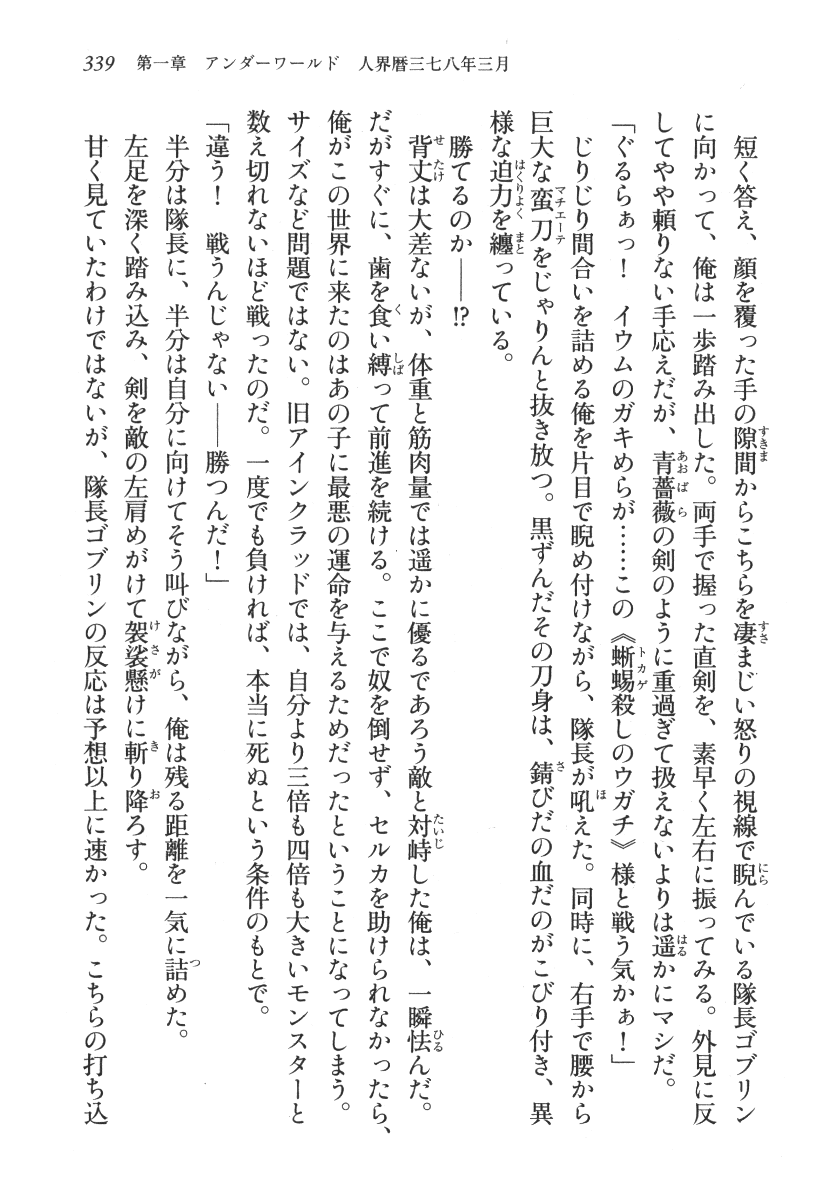 339　第一章　アンダーワールド　人界暦三七八年三月
　短く答え、顔を覆った手の隙間からこちらを凄まじい怒りの視線で睨んでいる隊長ゴブリン
に向かって、俺は一歩踏み出した。両手で握った直剣を、素早く左右に振ってみる。外見に反
してやや頼りない手応えだが、青薔薇の剣のように重過ぎて扱えないよりは遥かにマシだ。
「ぐるらぁっ！　イウムのガキめらが……この《蜥蜴殺しのウガチ》様と戦う気かぁ！」
　じりじり間合いを詰める俺を片目で睨め付けながら、隊長が吼えた。同時に、右手で腰から
巨大な蛮刀をじゃりんと抜き放つ。黒ずんだその刀身は、錆びだの血だのがこびり付き、異
様な迫力を纏っている。
　勝てるのか――!?
　背丈は大差ないが、体重と筋肉量では遥かに優るであろう敵と対峙した俺は、一瞬怯んだ。
だがすぐに、歯を食い縛って前進を続ける。ここで奴を倒せず、セルカを助けられなかったら、
俺がこの世界に来たのはあの子に最悪の運命を与えるためだったということになってしまう。
サイズなど問題ではない。旧アインクラッドでは、自分より三倍も四倍も大きいモンスターと
数え切れないほど戦ったのだ。一度でも負ければ、本当に死ぬという条件のもとで。
「違う！　戦うんじゃない――勝つんだ！」
　半分は隊長に、半分は自分に向けてそう叫びながら、俺は残る距離を一気に詰めた。
　左足を深く踏み込み、剣を敵の左肩めがけて袈裟懸けに斬り降ろす。
　甘く見ていたわけではないが、隊長ゴブリンの反応は予想以上に速かった。こちらの打ち込